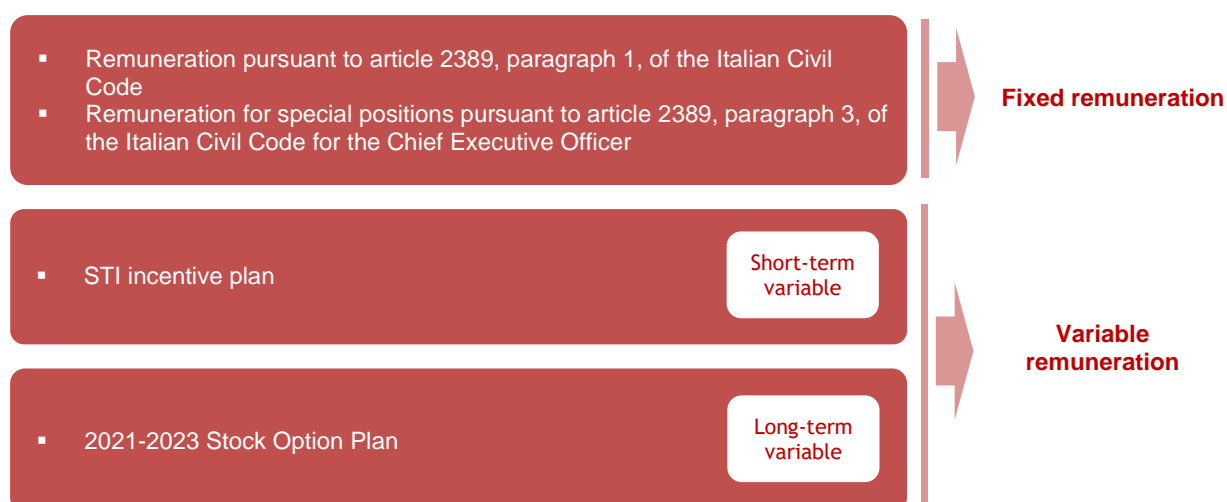 ▪ Remuneration pursuant to article 2389, paragraph 1, of the Italian Civil
Code
▪ Remuneration for special positions pursuant to article 2389, paragraph 3, of
the Italian Civil Code for the Chief Executive Officer
Fixed remuneration
▪ STI incentive plan
Short-term
variable
Variable
remuneration
▪ 2021-2023 Stock Option Plan
Long-term
variable